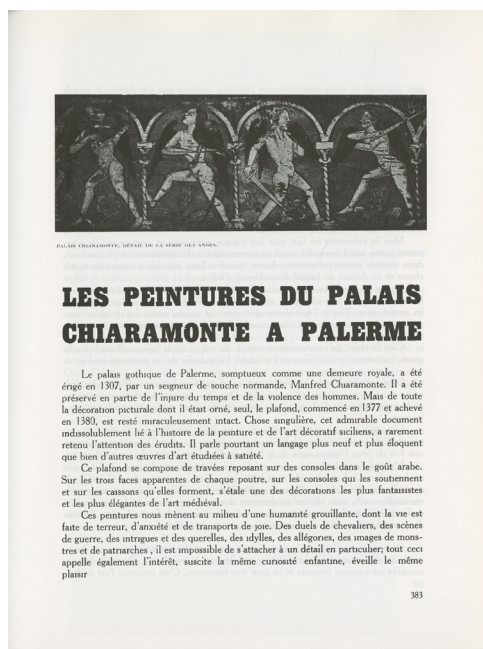 PALAIS CHIARAMONTE, DÉTAIL DE LA SÉRIE DES ANGES.
LES PEINTURES DU PALAIS
CHIARAMONTE A PALERME
Le palais gothique de Palerme, somptueux comme une demeure royale, a été
érigé en 1307, par un seigneur de souche normande, Manfred Chiaramonte. Il a été
préservé en partie de l'injure du temps et de la violence des hommes. Mais de toute
la décoration picturale dont il était orné, seul, le plafond, commencé en 1377 et achevé
en 1380, est resté miraculeusement intact. Chose singulière, cet admirable document
indissolublement lié à l'histoire de la peinture et de l'art décoratif siciliens, a rarement
retenu l'attention des érudits. Il parle pourtant un langage plus neuf et plus éloquent
que bien d'autres œuvres d'art étudiées à satiété.
Ce plafond se compose de travées reposant sur des consoles dans le goût arabe.
Sur les trois faces apparentes de chaque poutre, sur les consoles qui les soutiennent
et sur les caissons qu'elles forment, s'étale une des décorations les plus fantaisistes
et les plus élégantes de l'art médiéval.
Ces peintures nous mènent au milieu d'une humanité grouillante, dont la vie est
faite de terreur, d'anxiété et de transports de joie. Des duels de chevaliers, des scènes
de guerre, des intrigues et des querelles, des idylles, des allégories, des images de mons-
tres et de patriarches , il est impossible de s'attacher à un détail en particulier; tout ceci
appelle également l'intérêt, suscite la même curiosité enfantine, éveille le même
plaisir
383